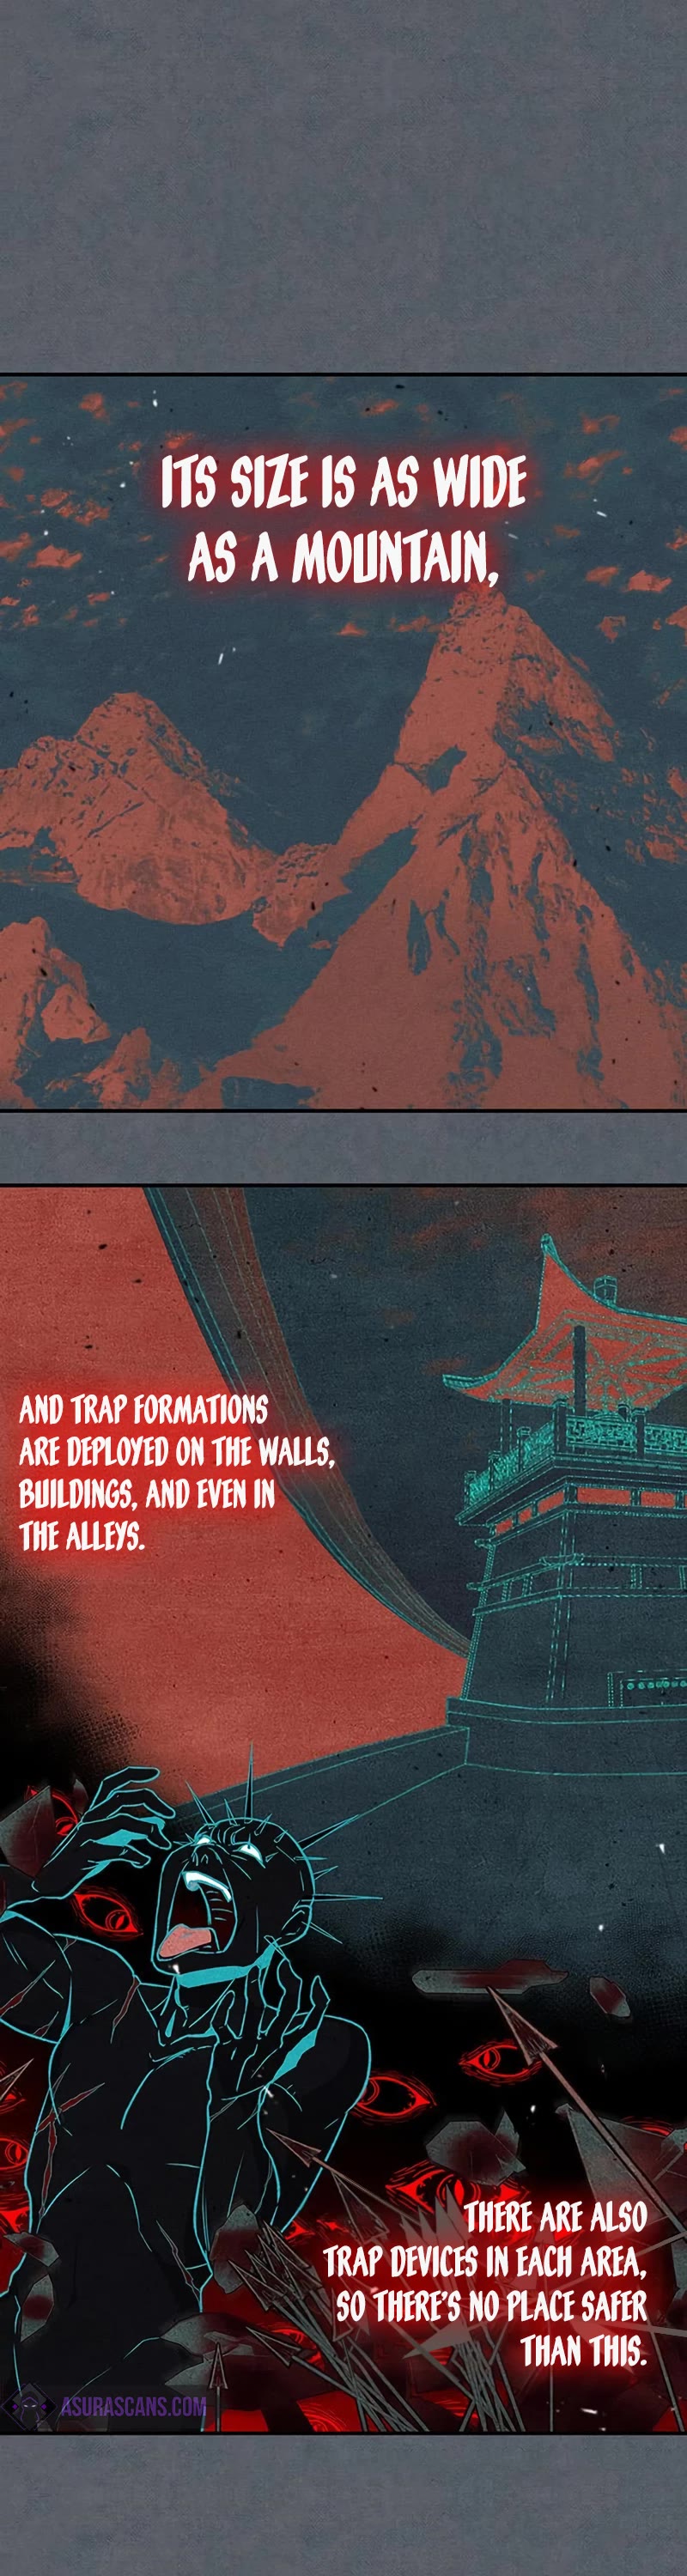 ITS SIZE IS AS WIDE
AS A MOUNTAIN,
AND TRAP FORMATIONS
ARE DEPLOYED ON THE WALLS,
BUILDINGS, AND EVEN IN
THE ALLEYS.
THERE ARE ALSO
TRAP DEVICES IN EACH AREA,
SO THERE'S NO PLACE SAFER
THAN THIS.
ASURASCANS.COM